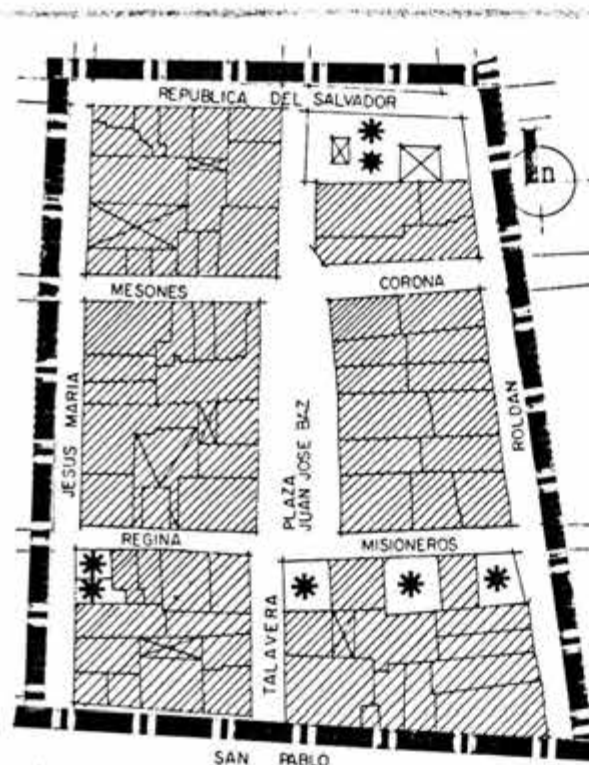 REPUBLICA DEL SALVADOR
MESONES
CORONA
JESUS MARIA
PLAZA
JUAN JOSE BAZ
ROLDAN
REGINA
MISIONEROS
TALAVERA
SAN PABLO